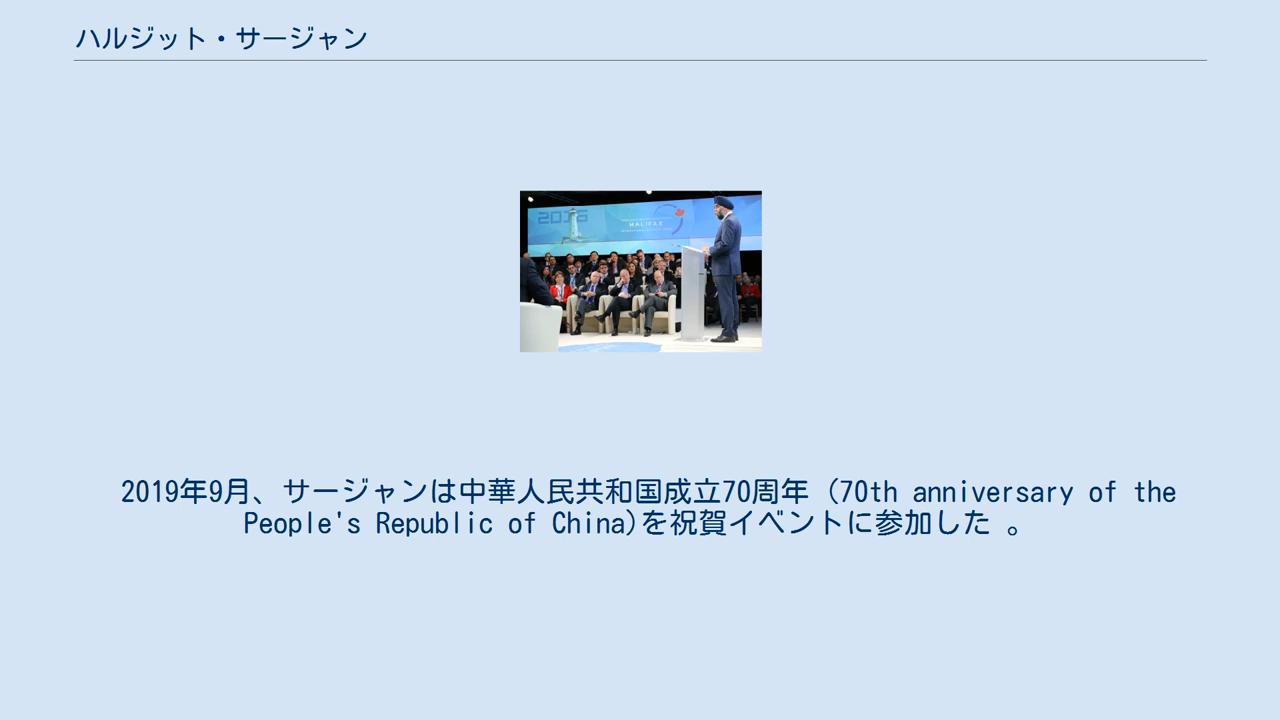 ハルジット・サージャン
2016
HALIFAX
2019年9月、サージャンは中華人民共和国成立70周年 (70th anniversary of the
People's Republic of China)を祝賀イベントに参加した 。